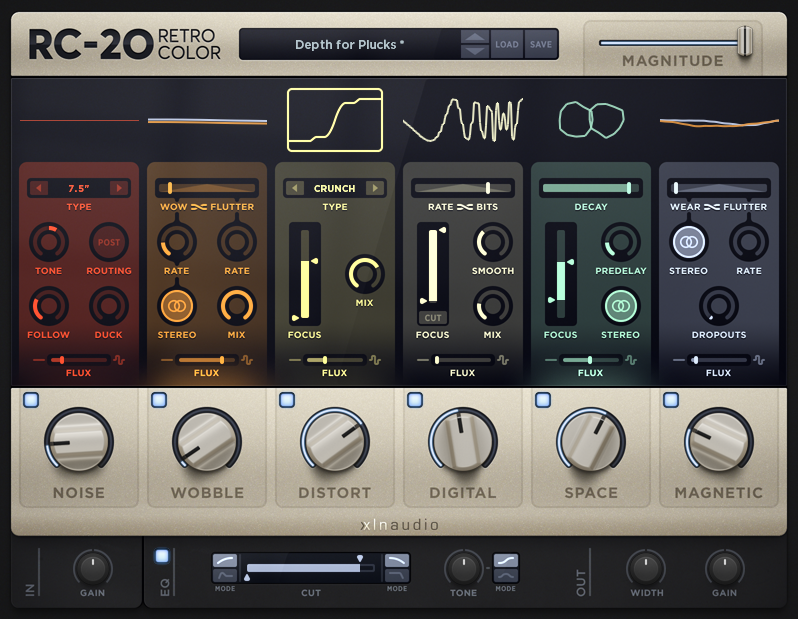 RC-20 RETRO COLOR
Depth for Plucks *
LOAD SAVE
MAGNITUDE
7.5" CRUNCH
TYPE WOW FLUTTER TYPE RATE BITS DECAY WEAR FLUTTER
POST
TONE ROUTING RATE RATE SMOOTH PREDELAY STEREO RATE
MIX
CUT
FOLLOW DUCK STEREO MIX FOCUS FOCUS MIX FOCUS STEREO DROPOUTS
FLUX FLUX FLUX FLUX FLUX FLUX
NOISE WOBBLE DISTORT DIGITAL SPACE MAGNETIC
xlnaudio
IN GAIN EQ MODE CUT MODE TONE MODE OUT WIDTH GAIN